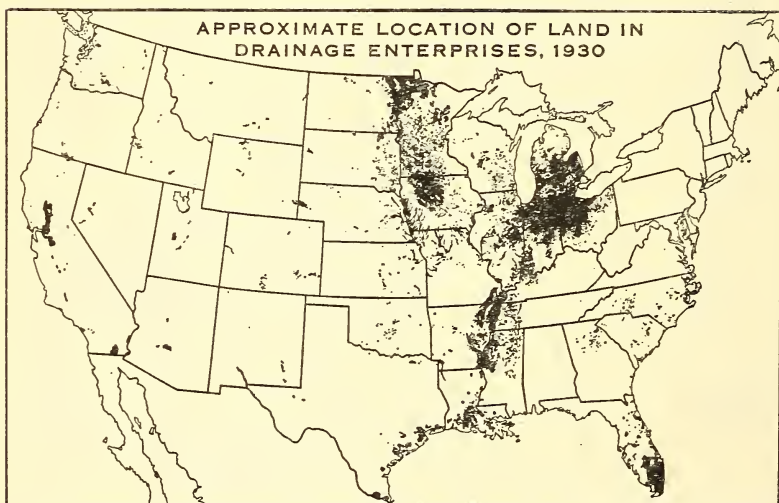 APPROXIMATE LOCATION OF LAND IN
DRAINAGE ENTERPRISES, 1930